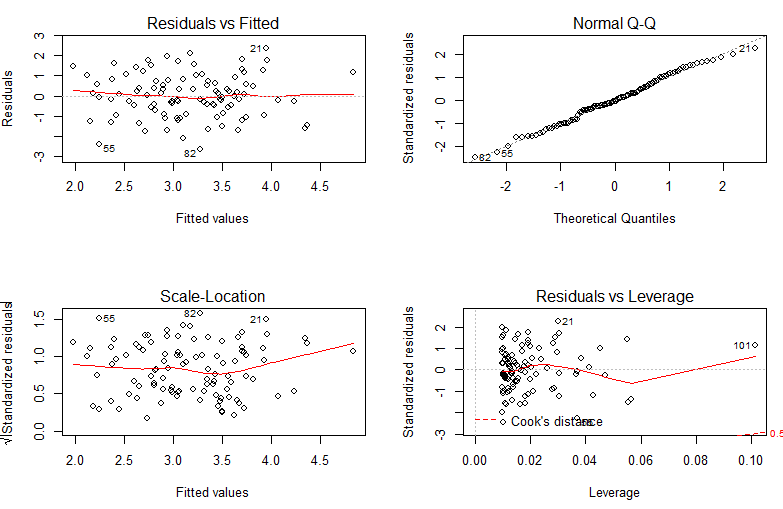 Residuals vs Fitted
Residuals
3
1
0
-1
-3
21
55
82
2.0 2.5 3.0 3.5 4.0 4.5
Fitted values
Normal Q-Q
Standardized residuals
2
1
0
-1
-2
21
82
55
-2 -1 0 1 2
Theoretical Quantiles
Scale-Location
√|Standardized residuals|
1.5
1.0
0.5
0.0
55
82
21
2.0 2.5 3.0 3.5 4.0 4.5
Fitted values
Residuals vs Leverage
Standardized residuals
2
1
0
-1
-3
21
101
Cook's distance
55
0.5
0.00 0.02 0.04 0.06 0.08 0.10
Leverage